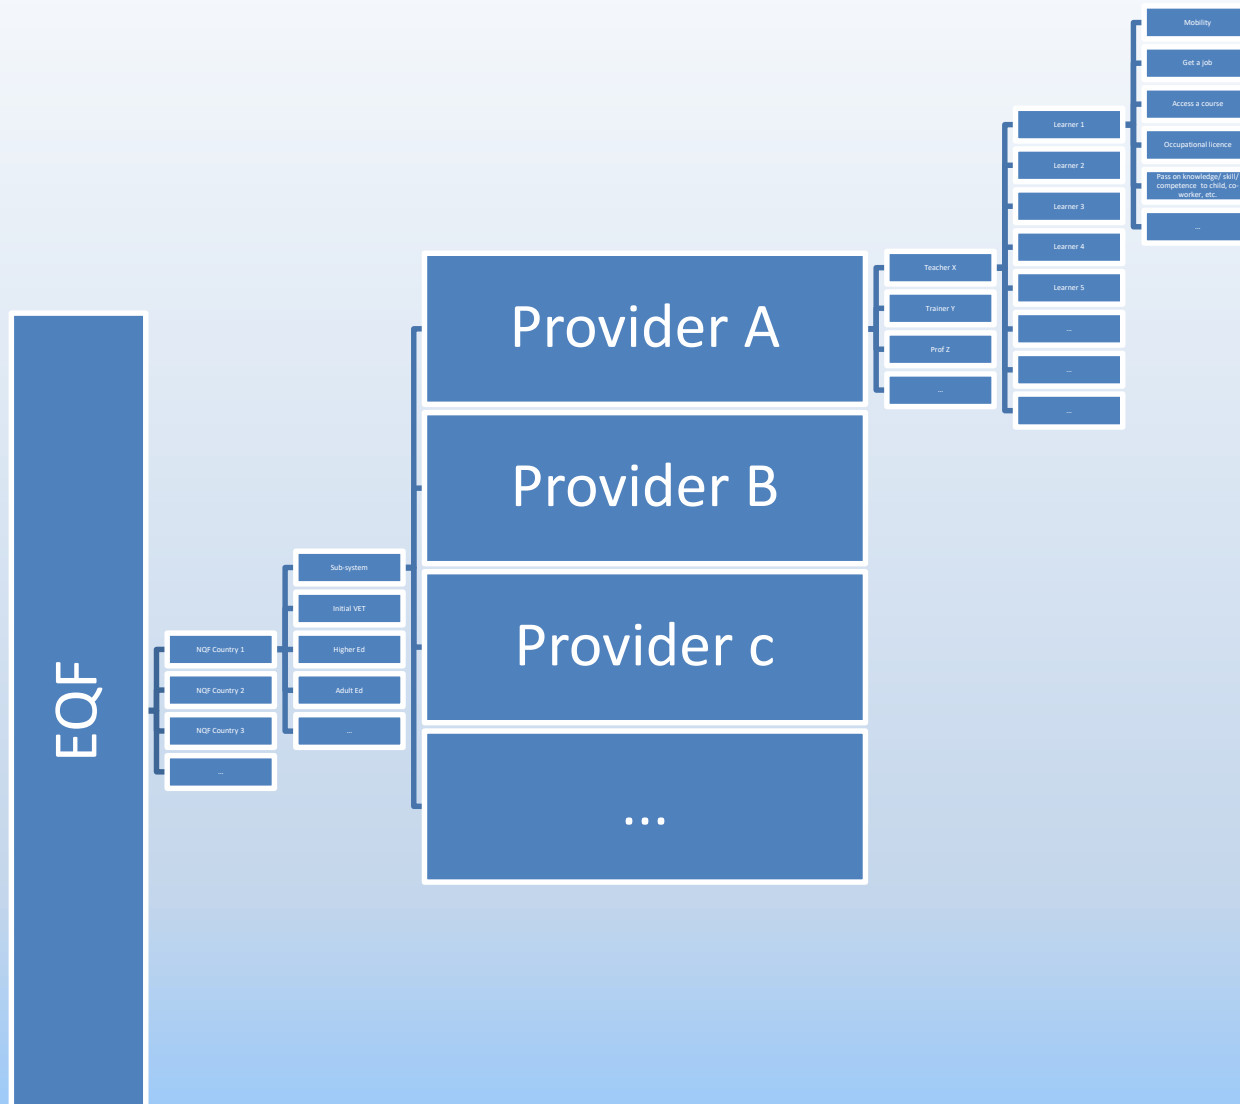 EQF
NQF Country 1
NQF Country 2
NQF Country 3
...
Sub-system
Initial VET
Higher Ed
Adult Ed
...
Provider A
Provider B
Provider c
...
Teacher X
Trainer Y
Prof Z
...
Learner 1
Learner 2
Learner 3
Learner 4
Learner 5
...
...
...
Mobility
Get a job
Access a course
Occupational licence
Pass on knowledge/ skill/
competence to child, co-
worker, etc.
...